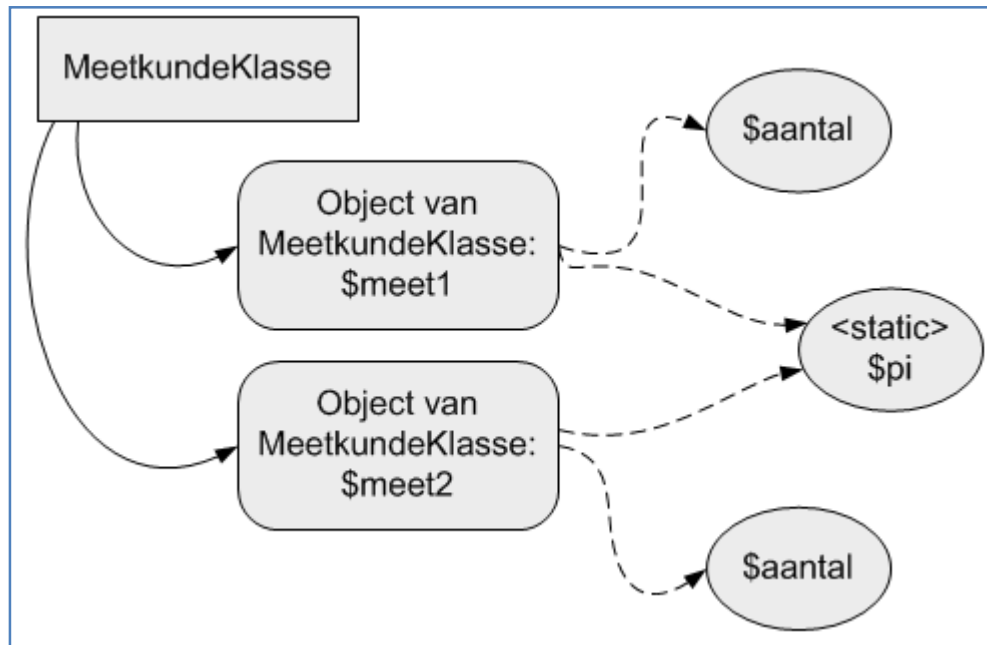 MeetkundeKlasse
$aantal
Object van
MeetkundeKlasse:
$meet1
<static>
$pi
Object van
MeetkundeKlasse:
$meet2
$aantal